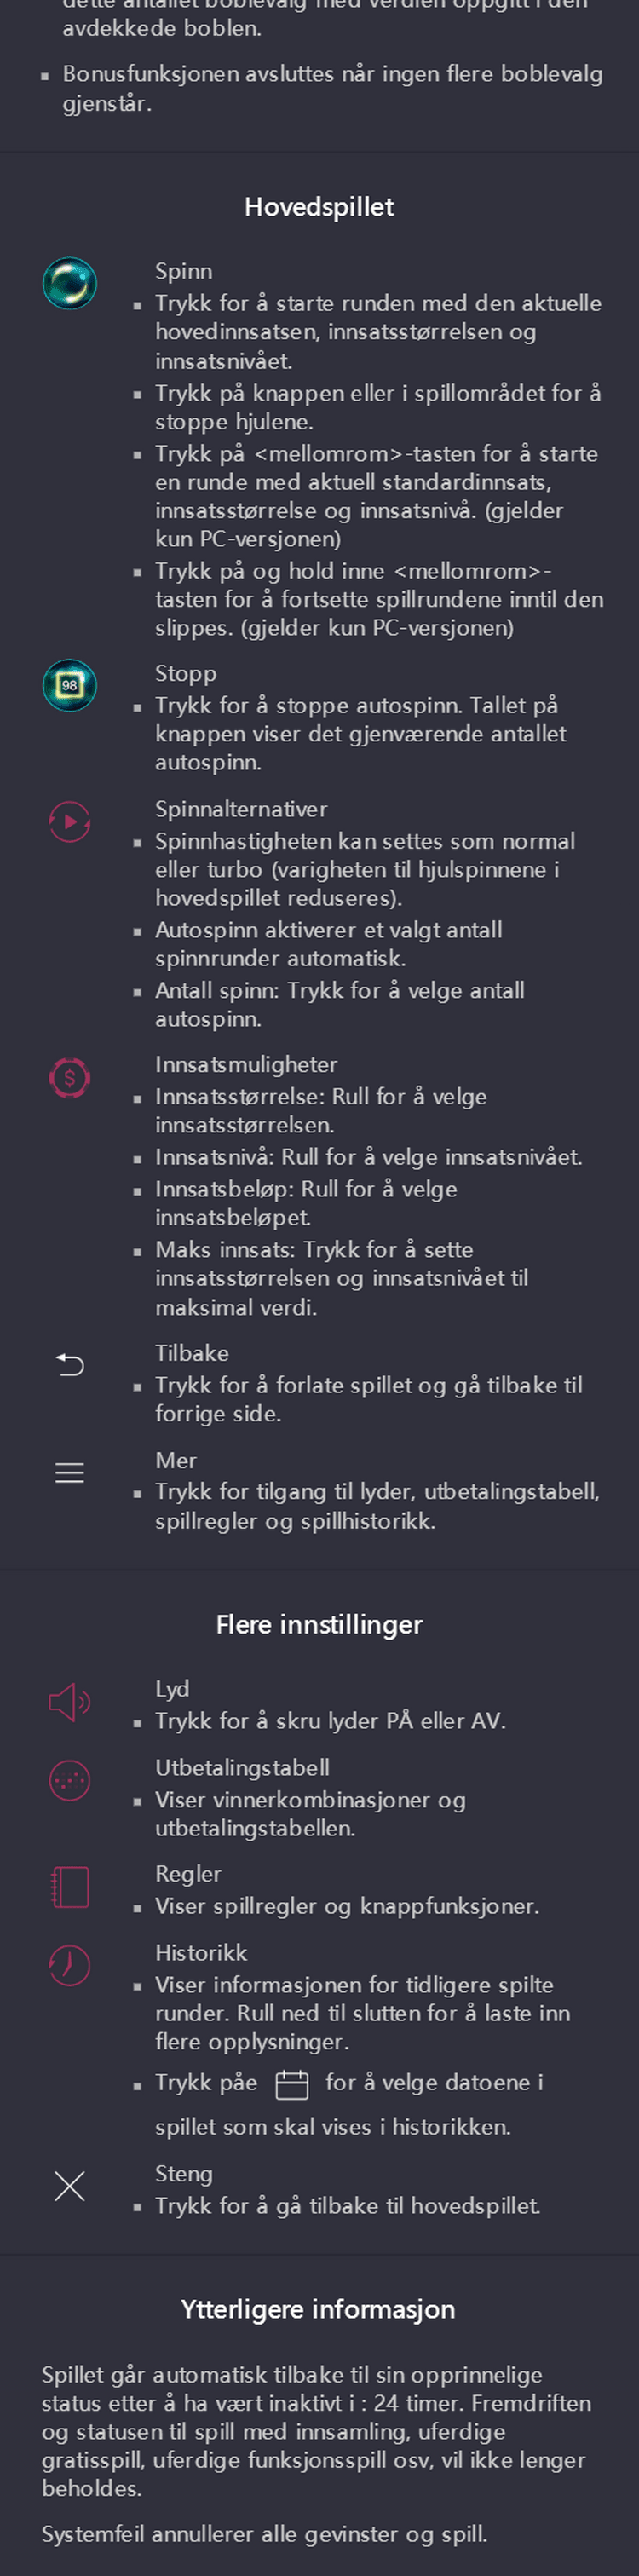 dette antallet boblevalg med verdien oppgitt i den
avdekkede boblen.
Bonusfunksjonen avsluttes når ingen flere boblevalg
gjenstår.
Hovedspillet
Spinn
Trykk for å starte runden med den aktuelle
hovedinnsatsen, innsatsstørrelsen og
innsatsnivået.
Trykk på knappen eller i spillområdet for å
stoppe hjulene.
Trykk på <mellomrom>-tasten for å starte
en runde med aktuell standardinnsats,
innsatsstørrelse og innsatsnivå. (gjelder
kun PC-versjonen)
Trykk på og hold inne <mellomrom>-
tasten for å fortsette spillrundene inntil den
slippes. (gjelder kun PC-versjonen)
98
Stopp
Trykk for å stoppe autospinn. Tallet på
knappen viser det gjenværende antallet
autospinn.
Spinnalternativer
Spinnhastigheten kan settes som normal
eller turbo (varigheten til hjulspinnene i
hovedspillet reduseres).
Autospinn aktiverer et valgt antall
spinnrunder automatisk.
Antall spinn: Trykk for å velge antall
autospinn.
$
Innsatsmuligheter
Innsatsstørrelse: Rull for å velge
innsatsstørrelsen.
Innsatsnivå: Rull for å velge innsatsnivået.
Innsatsbeløp: Rull for å velge
innsatsbeløpet.
Maks innsats: Trykk for å sette
innsatsstørrelsen og innsatsnivået til
maksimal verdi.
Tilbake
Trykk for å forlate spillet og gå tilbake til
forrige side.
Mer
Trykk for tilgang til lyder, utbetalingstabell,
spillregler og spillhistorikk.
Flere innstillinger
Lyd
Trykk for å skru lyder PÅ eller AV.
Utbetalingstabell
Viser vinnerkombinasjoner og
utbetalingstabellen.
Regler
Viser spillregler og knappfunksjoner.
Historikk
Viser informasjonen for tidligere spilte
runder. Rull ned til slutten for å laste inn
flere opplysninger.
Trykk påe for å velge datoene i
spillet som skal vises i historikken.
Steng
Trykk for å gå tilbake til hovedspillet.
Ytterligere informasjon
Spillet går automatisk tilbake til sin opprinnelige
status etter å ha vært inaktivt i : 24 timer. Fremdriften
og statusen til spill med innsamling, uferdige
gratisspill, uferdige funksjonsspill osv, vil ikke lenger
beholdes.
Systemfeil annullerer alle gevinster og spill.